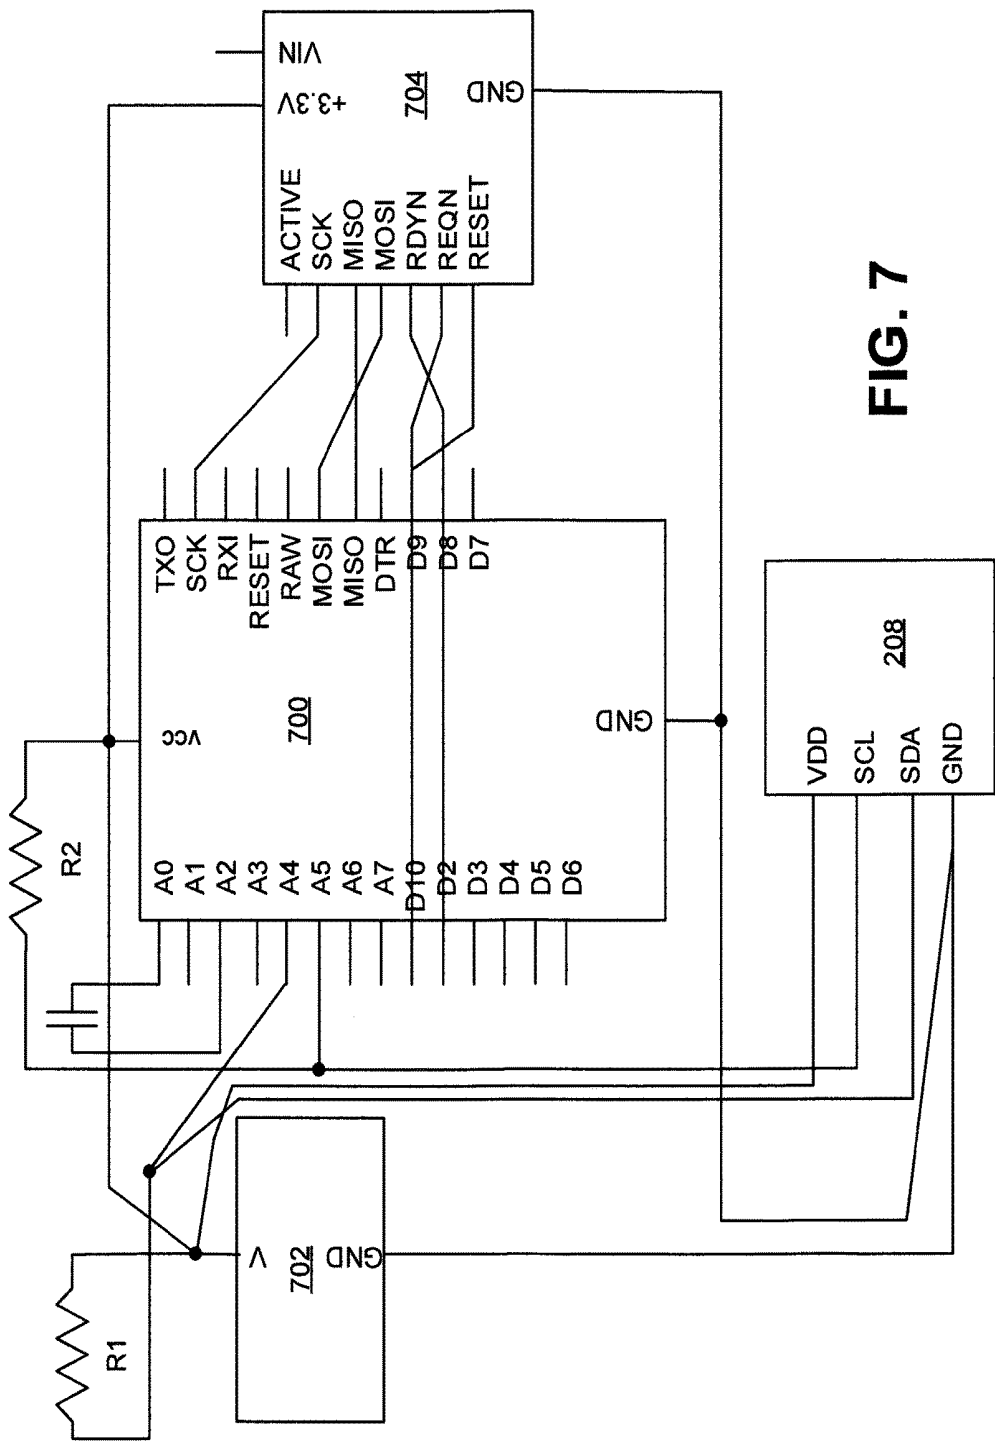 VIN
+3.3V
704
GND
ACTIVE
SCK
MISO
MOSI
RDYN
REQN
RESET
TXO
SCK
RXI
RESET
RAW
MOSI
MISO
DTR
D9
D8
D7
vcc
700
GND
A0
A1
A2
A3
A4
A5
A6
A7
D10
D2
D3
D4
D5
D6
R2
208
VDD
SCL
SDA
GND
V
702
GND
R1
FIG. 7